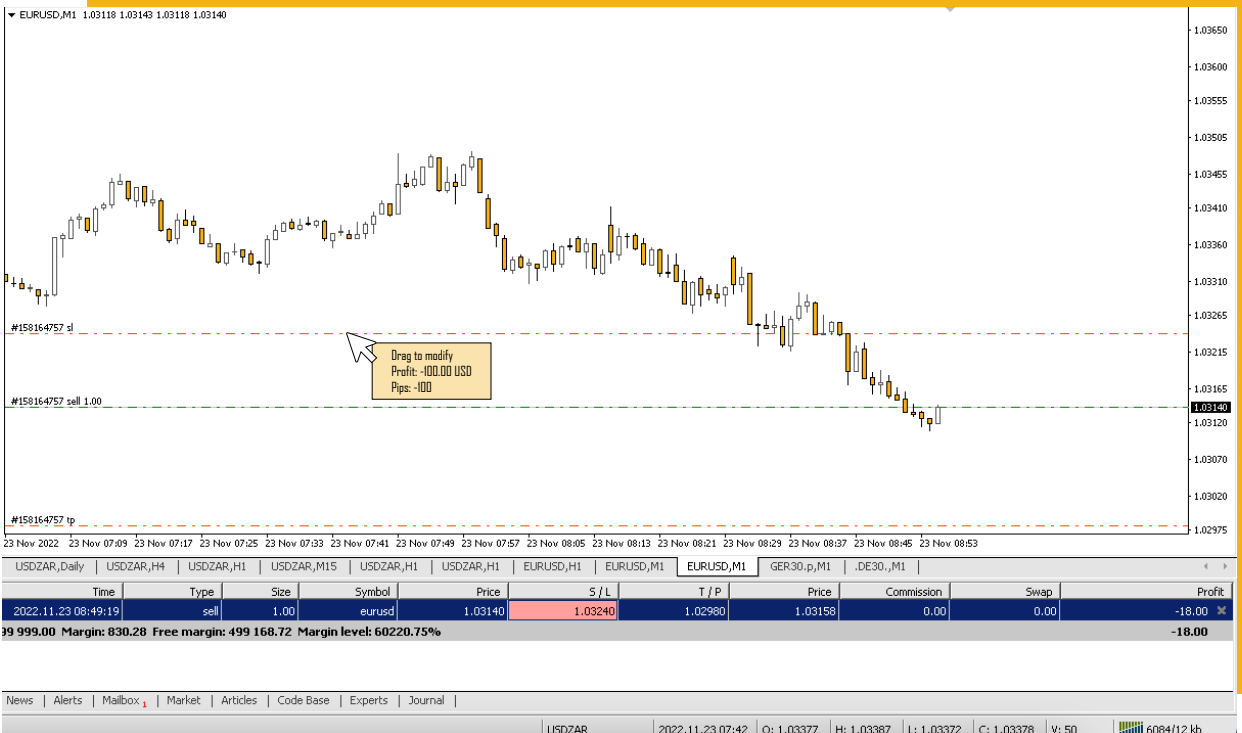 EURUSD,M1 1.03118 1.03143 1.03118 1.03140
1.03650
1.03600
1.03555
1.03505
1.03455
1.03410
1.03360
1.03310
1.03265
#158164757 sl
1.03215
Drag to modify
Profit: -100.00 USD
Pips: -100
1.03165
#158164757 sell 1.00
1.03140
1.03120
1.03070
1.03020
#158164757 tp
1.02975
23 Nov 2022 23 Nov 07:09 23 Nov 07:17 23 Nov 07:25 23 Nov 07:33 23 Nov 07:41 23 Nov 07:49 23 Nov 07:57 23 Nov 08:05 23 Nov 08:13 23 Nov 08:21 23 Nov 08:29 23 Nov 08:37 23 Nov 08:45 23 Nov 08:53
USDZAR,Daily | USDZAR,H4 | USDZAR,H1 | USDZAR,M15 | USDZAR,H1 | USDZAR,H1 | EURUSD,H1 | EURUSD,M1 EURUSD,M1 GER30.p,M1 | .DE30.,M1 |
Time Type Size Symbol Price S / L T / P Price Commission Swap Profit
2022.11.23 08:49:19 sell 1.00 eurusd 1.03140 1.03240 1.02980 1.03158 0.00 0.00 -18.00
99 999.00 Margin: 830.28 Free margin: 499 168.72 Margin level: 60220.75% -18.00
News | Alerts | Mailbox 1 | Market | Articles | Code Base | Experts | Journal |
USDZAR 2022.11.23 07:42 O: 1.03377 H: 1.03387 L: 1.03372 C: 1.03378 V: 50 6084/12 kb